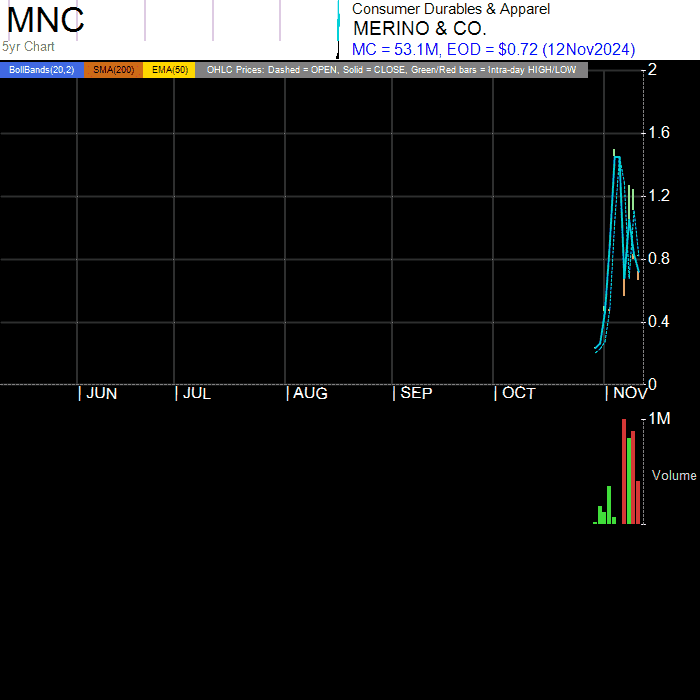 MNC
5yr Chart
Consumer Durables & Apparel
MERINO & CO.
MC = 53.1M, EOD = $0.72 (12Nov2024)
BollBands(20,2) SMA(200) EMA(50) OHLC Prices: Dashed = OPEN, Solid = CLOSE, Green/Red bars = Intra-day HIGH/LOW
2
1.6
1.2
0.8
0.4
0
| JUN | JUL | AUG | SEP | OCT | NOV
1M
Volume